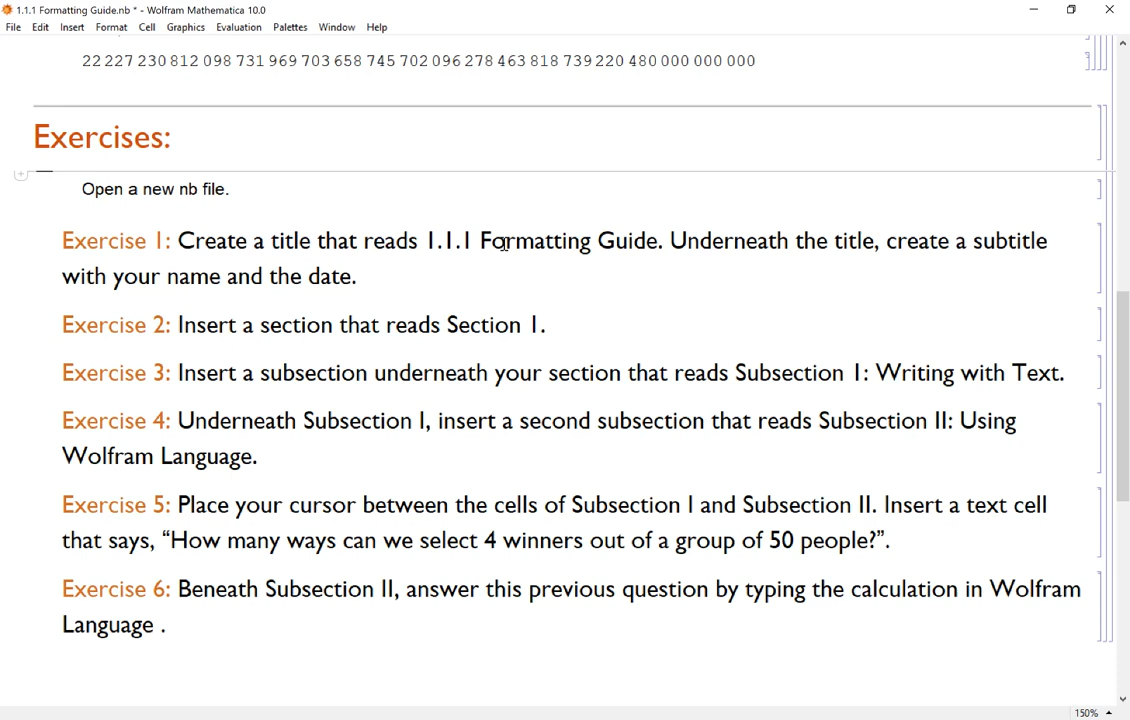 1.1.1 Formatting Guide.nb * - Wolfram Mathematica 10.0
File Edit Insert Format Cell Graphics Evaluation Palettes Window Help
22 227 230 812 098 731 969 703 658 745 702 096 278 463 818 739 220 480 000 000 000
Exercises:
Open a new nb file.
Exercise 1: Create a title that reads 1.1.1 Formatting Guide. Underneath the title, create a subtitle
with your name and the date.
Exercise 2: Insert a section that reads Section 1.
Exercise 3: Insert a subsection underneath your section that reads Subsection 1: Writing with Text.
Exercise 4: Underneath Subsection I, insert a second subsection that reads Subsection II: Using
Wolfram Language.
Exercise 5: Place your cursor between the cells of Subsection I and Subsection II. Insert a text cell
that says, “How many ways can we select 4 winners out of a group of 50 people?”.
Exercise 6: Beneath Subsection II, answer this previous question by typing the calculation in Wolfram
Language .
150%